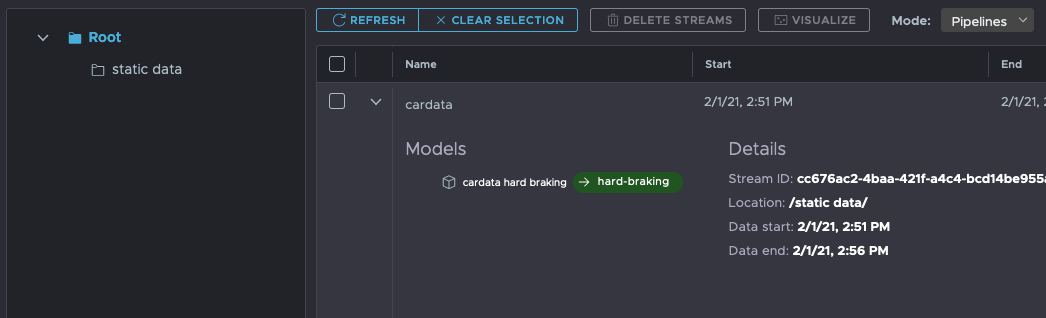 Root
static data
REFRESH
CLEAR SELECTION
DELETE STREAMS
VISUALIZE
Mode: Pipelines
Name Start End
cardata 2/1/21, 2:51 PM 2/1/21,
Models
cardata hard braking → hard-braking
Details
Stream ID: cc676ac2-4baa-421f-a4c4-bcd14be955
Location: /static data/
Data start: 2/1/21, 2:51 PM
Data end: 2/1/21, 2:56 PM